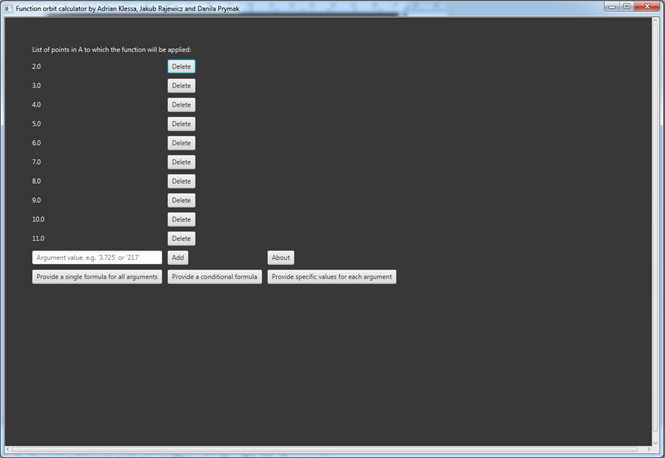 Function orbit calculator by Adrian Klessa, Jakub Rajewicz and Danila Prymak
List of points in A to which the function will be applied:
2.0 Delete
3.0 Delete
4.0 Delete
5.0 Delete
6.0 Delete
7.0 Delete
8.0 Delete
9.0 Delete
10.0 Delete
11.0 Delete
Argument value, e.g. '3.725' or '217' Add About
Provide a single formula for all arguments Provide a conditional formula Provide specific values for each argument